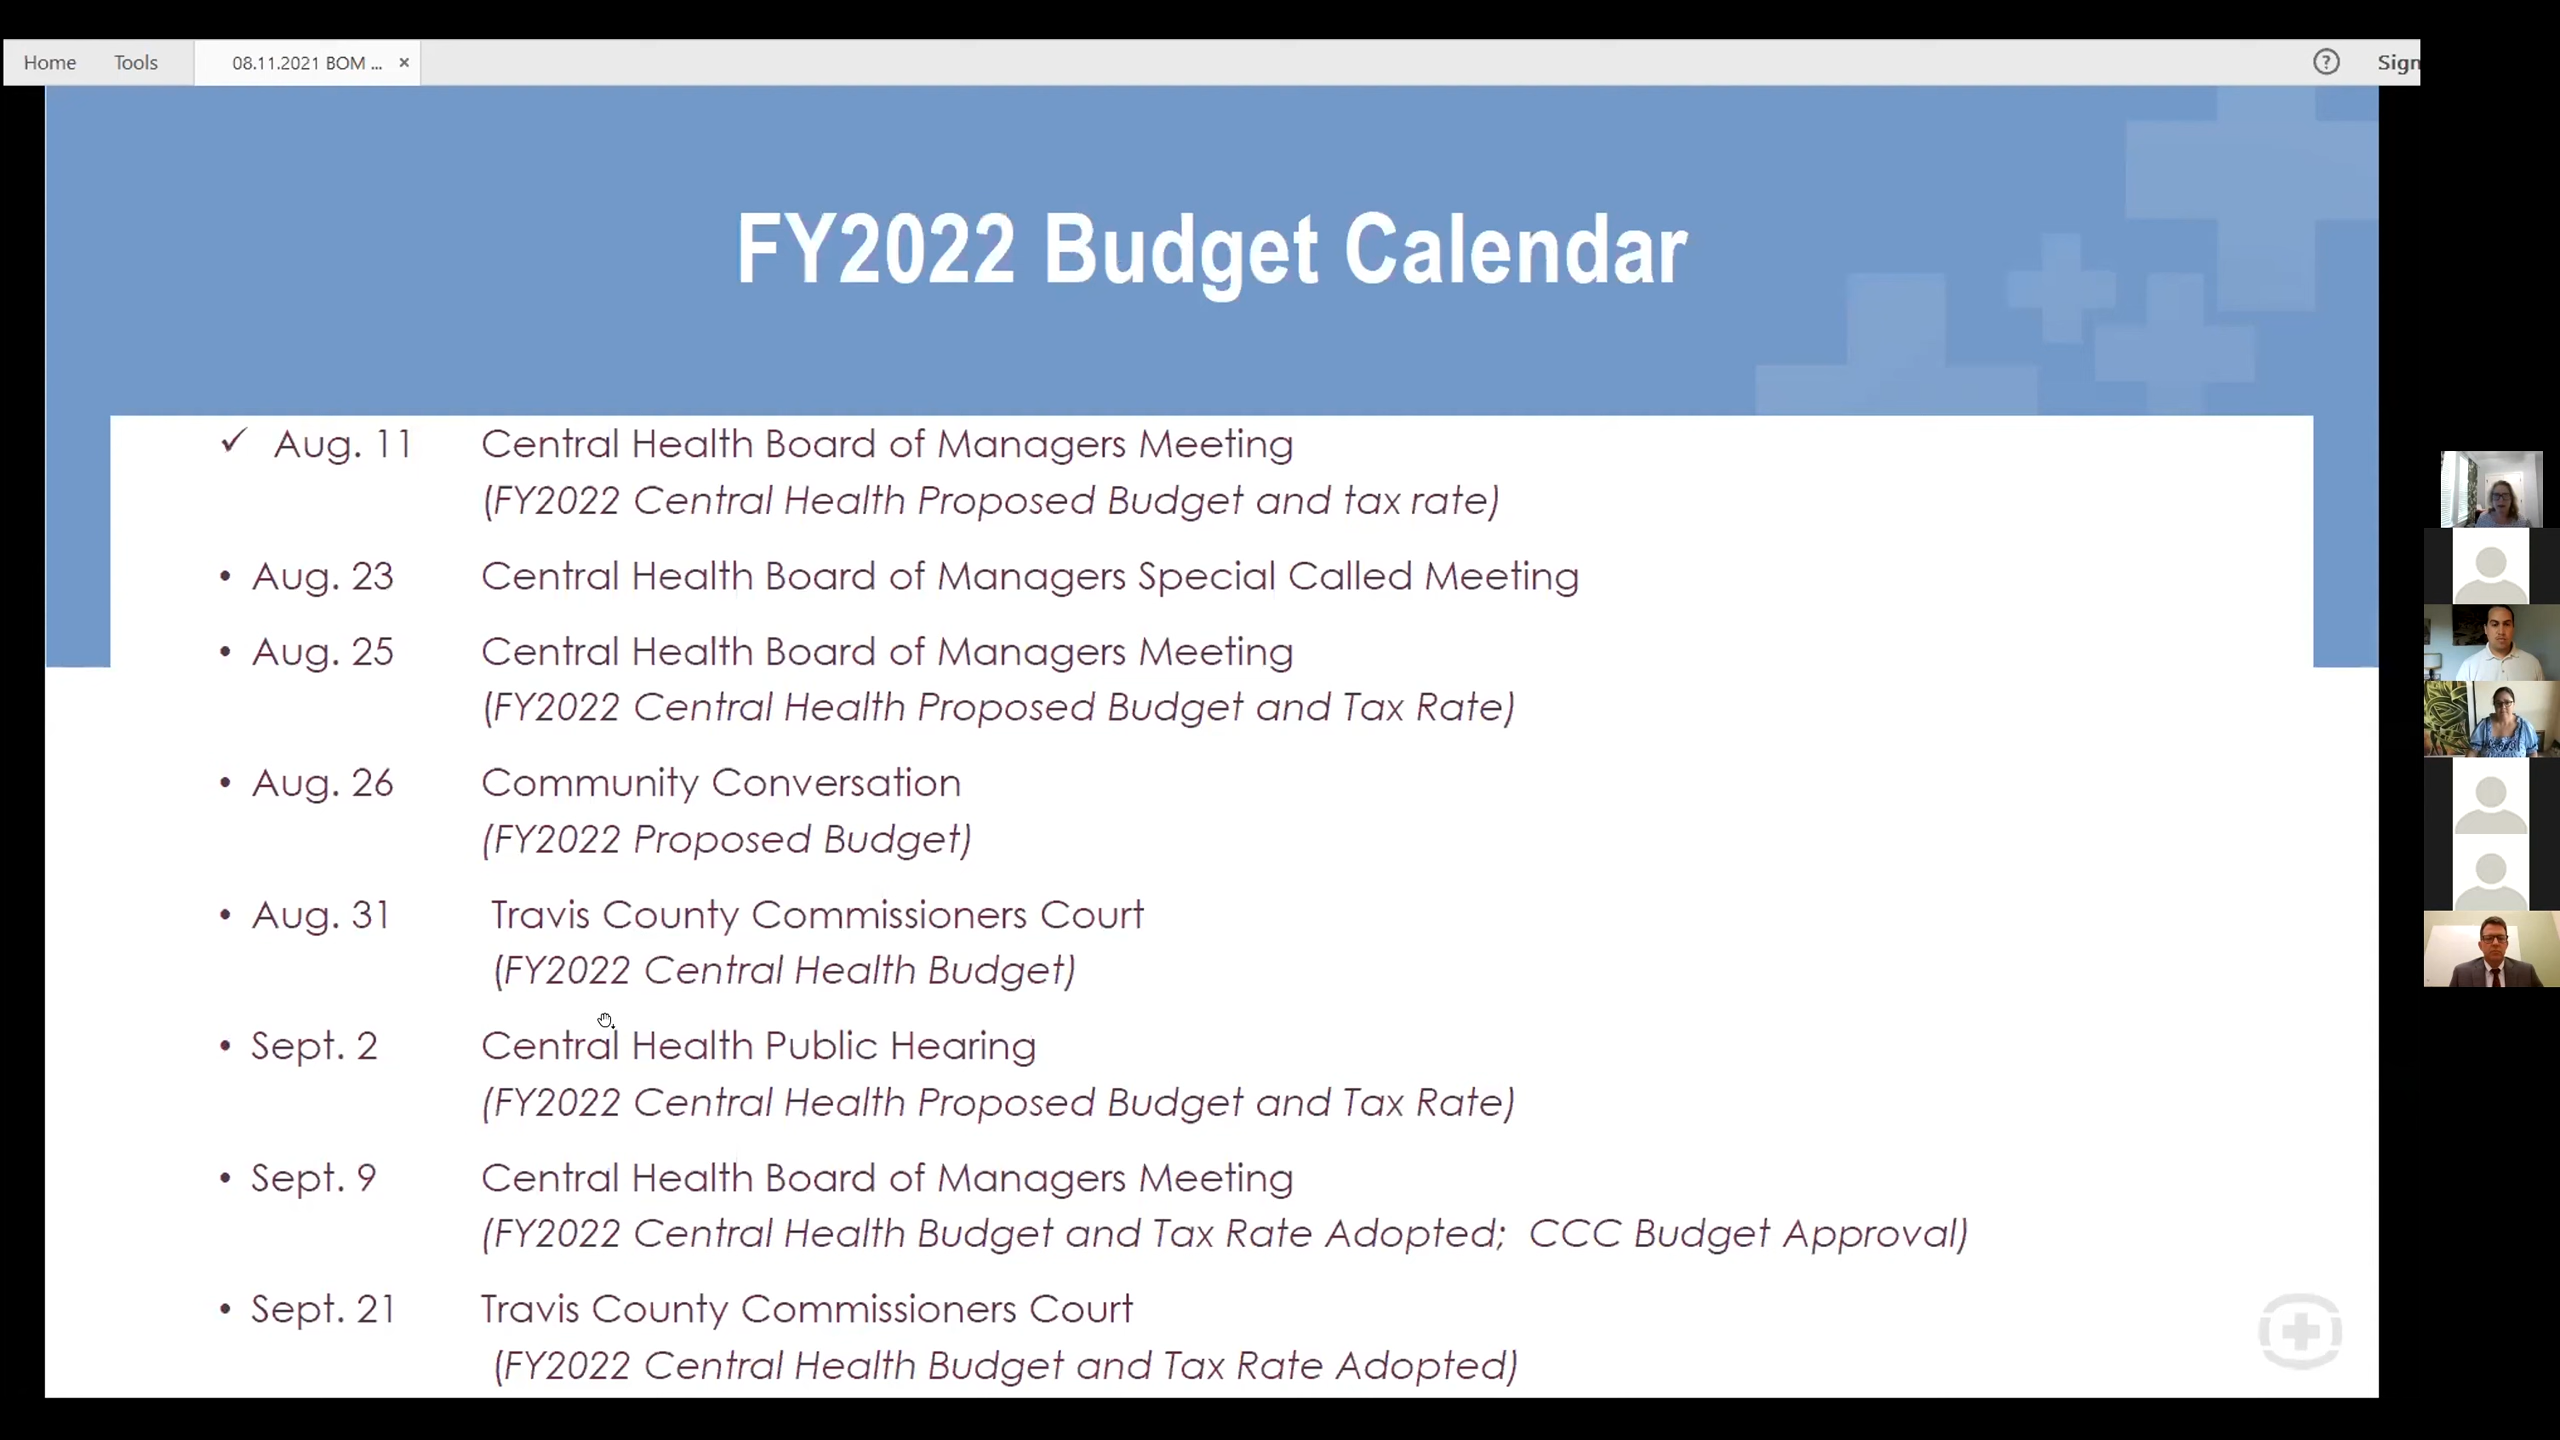 Home Tools 08.11.2021 BOM ... × ? Sign
FY2022 Budget Calendar
✓ Aug. 11 Central Health Board of Managers Meeting
(FY2022 Central Health Proposed Budget and tax rate)
• Aug. 23 Central Health Board of Managers Special Called Meeting
• Aug. 25 Central Health Board of Managers Meeting
(FY2022 Central Health Proposed Budget and Tax Rate)
• Aug. 26 Community Conversation
(FY2022 Proposed Budget)
• Aug. 31 Travis County Commissioners Court
(FY2022 Central Health Budget)
• Sept. 2 Central Health Public Hearing
(FY2022 Central Health Proposed Budget and Tax Rate)
• Sept. 9 Central Health Board of Managers Meeting
(FY2022 Central Health Budget and Tax Rate Adopted; CCC Budget Approval)
• Sept. 21 Travis County Commissioners Court
(FY2022 Central Health Budget and Tax Rate Adopted)